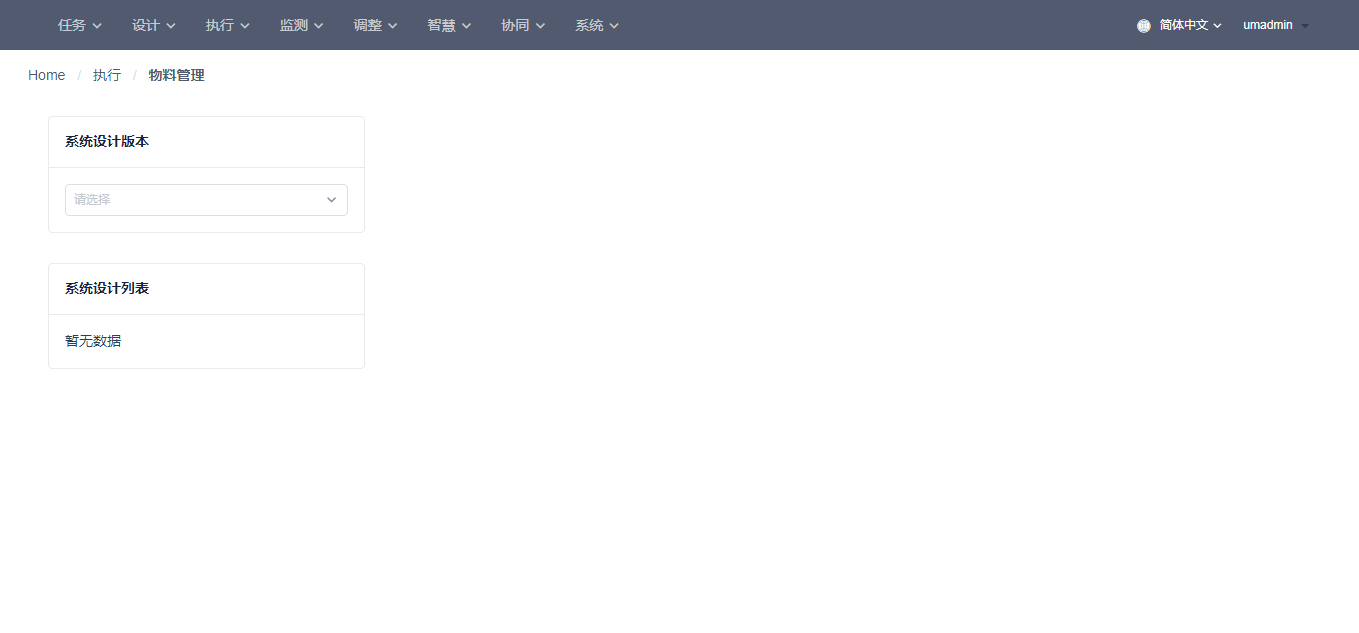 任务 设计 执行 监测 调整 智慧 协同 系统 简体中文 umadmin
Home / 执行 / 物料管理
系统设计版本
请选择
系统设计列表
暂无数据